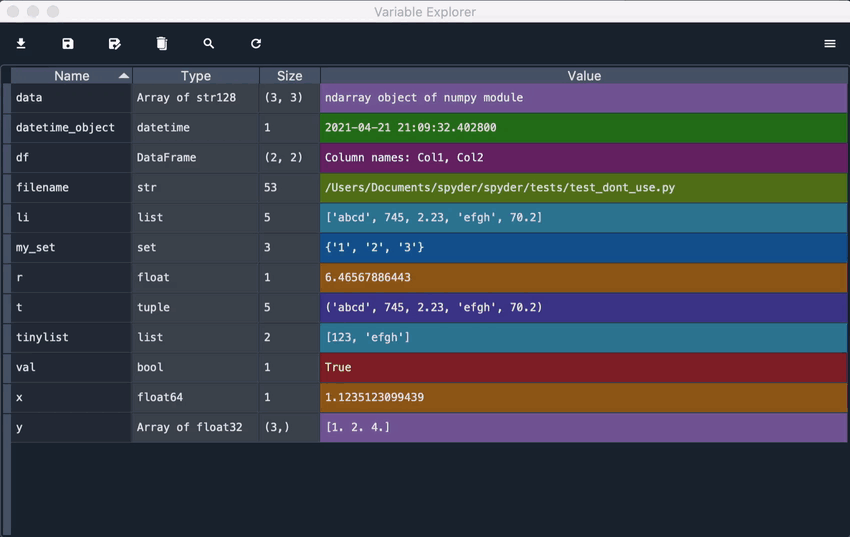 Variable Explorer
Name Type Size Value
data Array of str128 (3, 3) ndarray object of numpy module
datetime_object datetime 1 2021-04-21 21:09:32.402800
df DataFrame (2, 2) Column names: Col1, Col2
filename str 53 /Users/Documents/spyder/spyder/tests/test_dont_use.py
li list 5 ['abcd', 745, 2.23, 'efgh', 70.2]
my_set set 3 {'1', '2', '3'}
r float 1 6.46567886443
t tuple 5 ('abcd', 745, 2.23, 'efgh', 70.2)
tinylist list 2 [123, 'efgh']
val bool 1 True
x float64 1 1.1235123099439
y Array of float32 (3,) [1. 2. 4.]